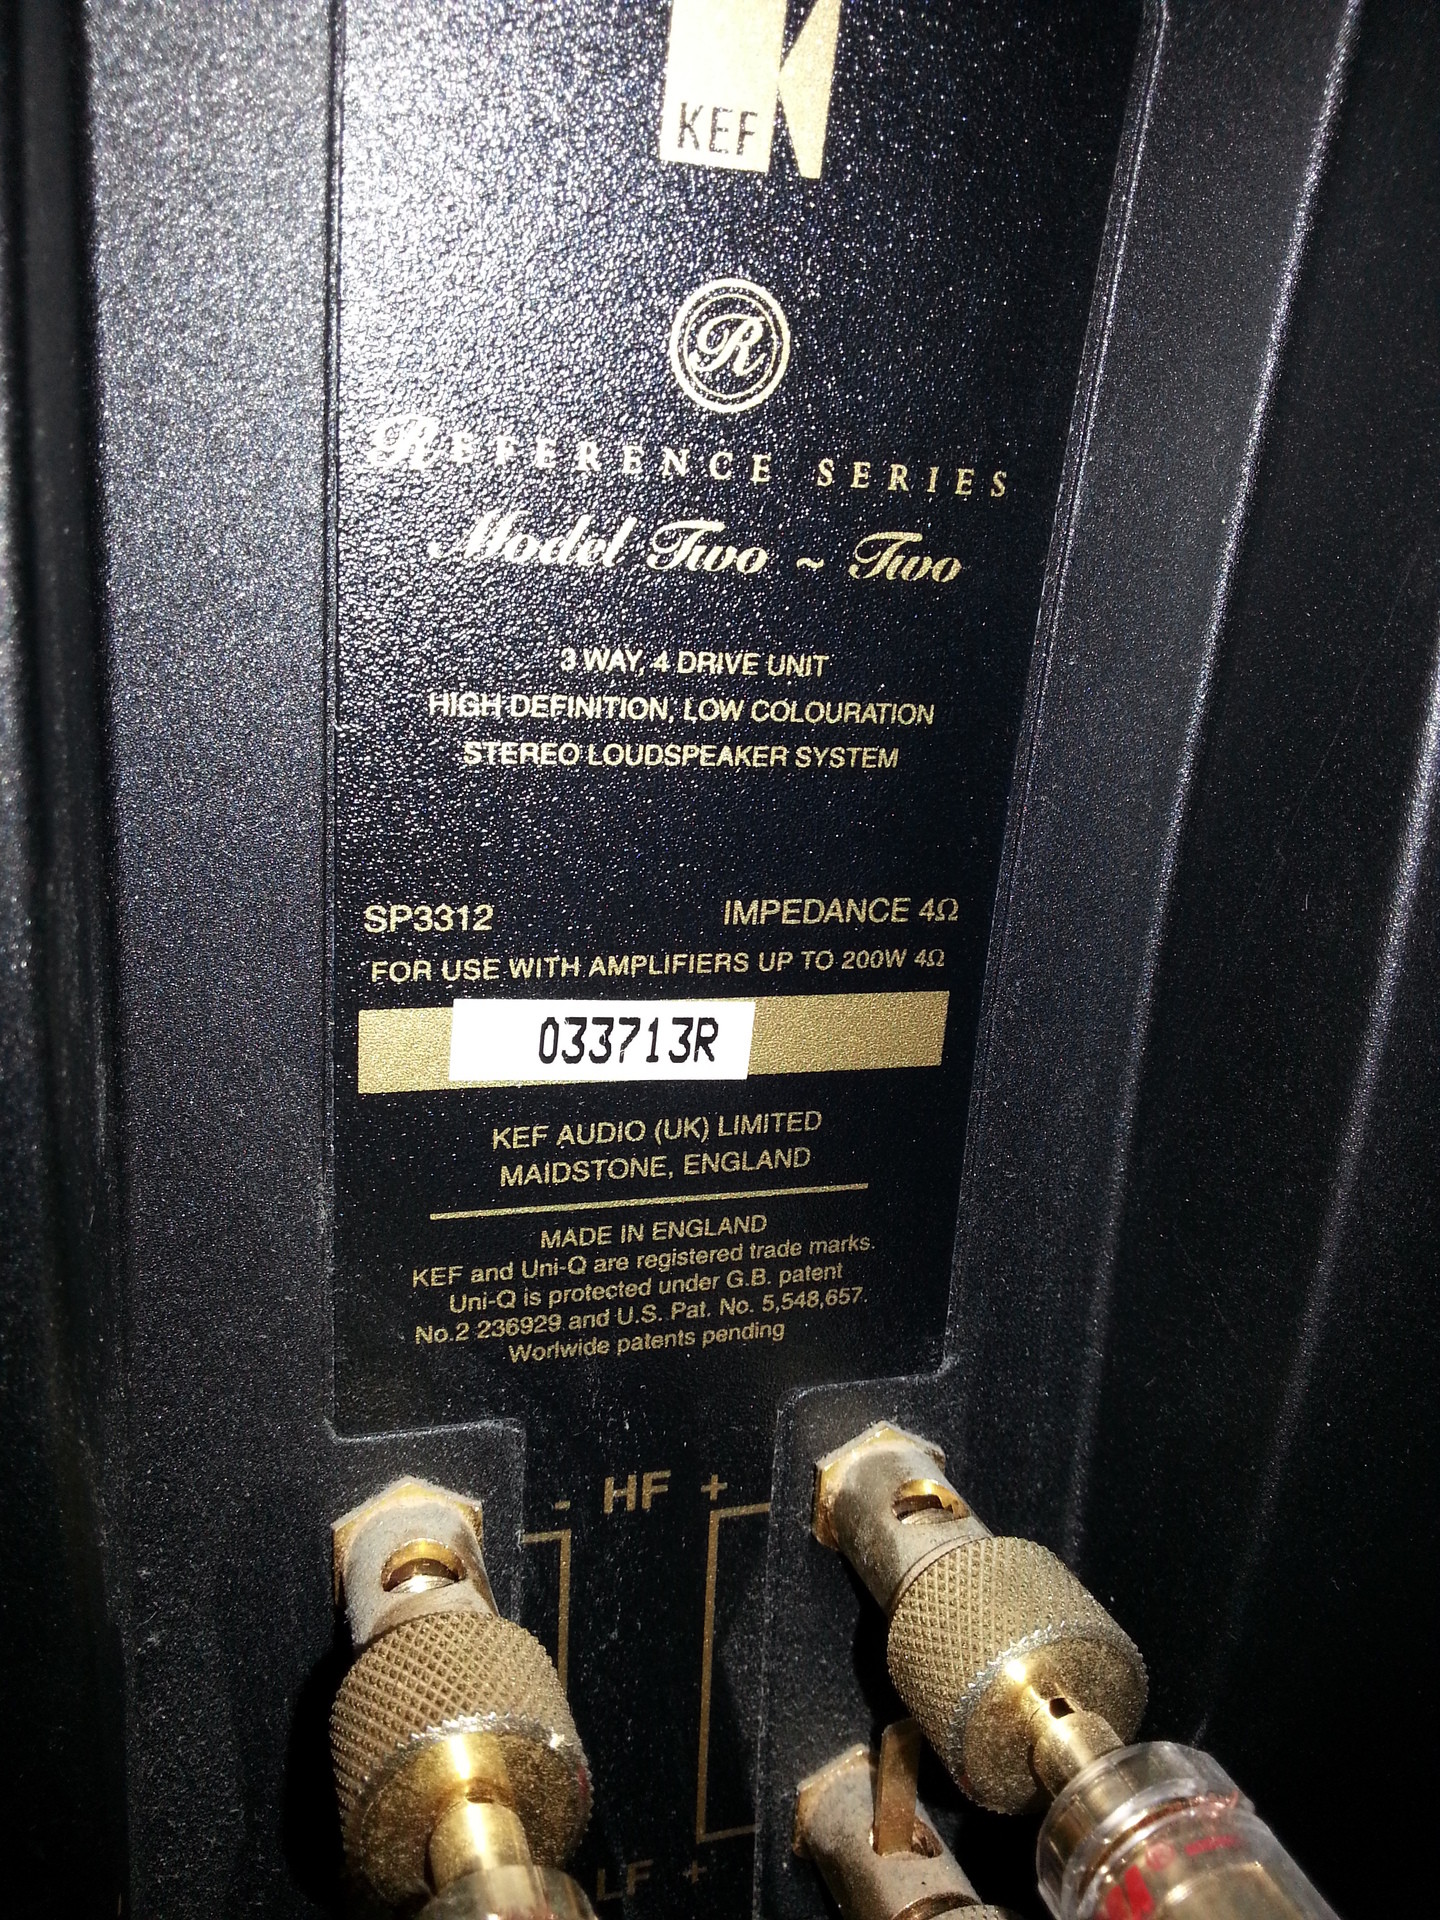 KEF
R
REFERENCE SERIES
Model Two ~ Two
3 WAY, 4 DRIVE UNIT
HIGH DEFINITION, LOW COLOURATION
STEREO LOUDSPEAKER SYSTEM
SP3312 IMPEDANCE 4Ω
FOR USE WITH AMPLIFIERS UP TO 200W 4Ω
033713R
KEF AUDIO (UK) LIMITED
MAIDSTONE, ENGLAND
MADE IN ENGLAND
KEF and Uni-Q are registered trade marks.
Uni-Q is protected under G.B. patent
No.2 236929 and U.S. Pat. No. 5,548,657.
Worlwide patents pending
- HF +
LF +